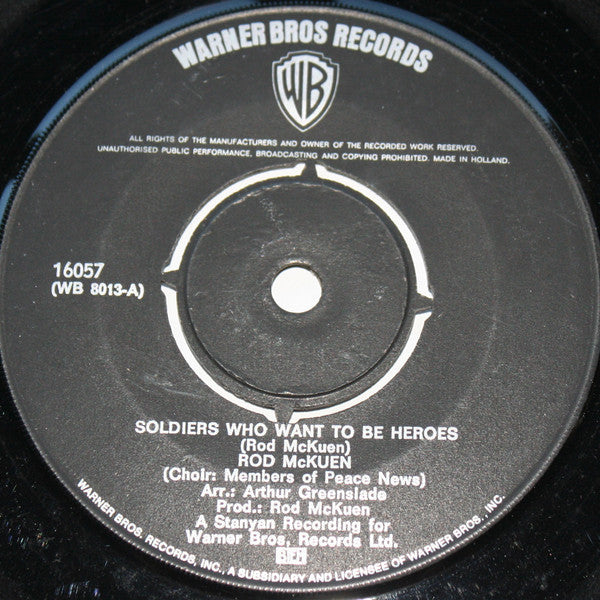 WARNER BROS RECORDS
WB
ALL RIGHTS OF THE MANUFACTURERS AND OWNER OF THE RECORDED WORK RESERVED.
UNAUTHORISED PUBLIC PERFORMANCE, BROADCASTING AND COPYING PROHIBITED. MADE IN HOLLAND.
16057
(WB 8013-A)
SOLDIERS WHO WANT TO BE HEROES
(Rod McKuen)
ROD McKUEN
(Choir: Members of Peace News)
Arr.: Arthur Greenslade
Prod.: Rod McKuen
A Stanyan Recording for
Warner Bros, Records Ltd.
BEM
WARNER BROS. RECORDS, INC., A SUBSIDIARY AND LICENSEE OF WARNER BROS. INC.